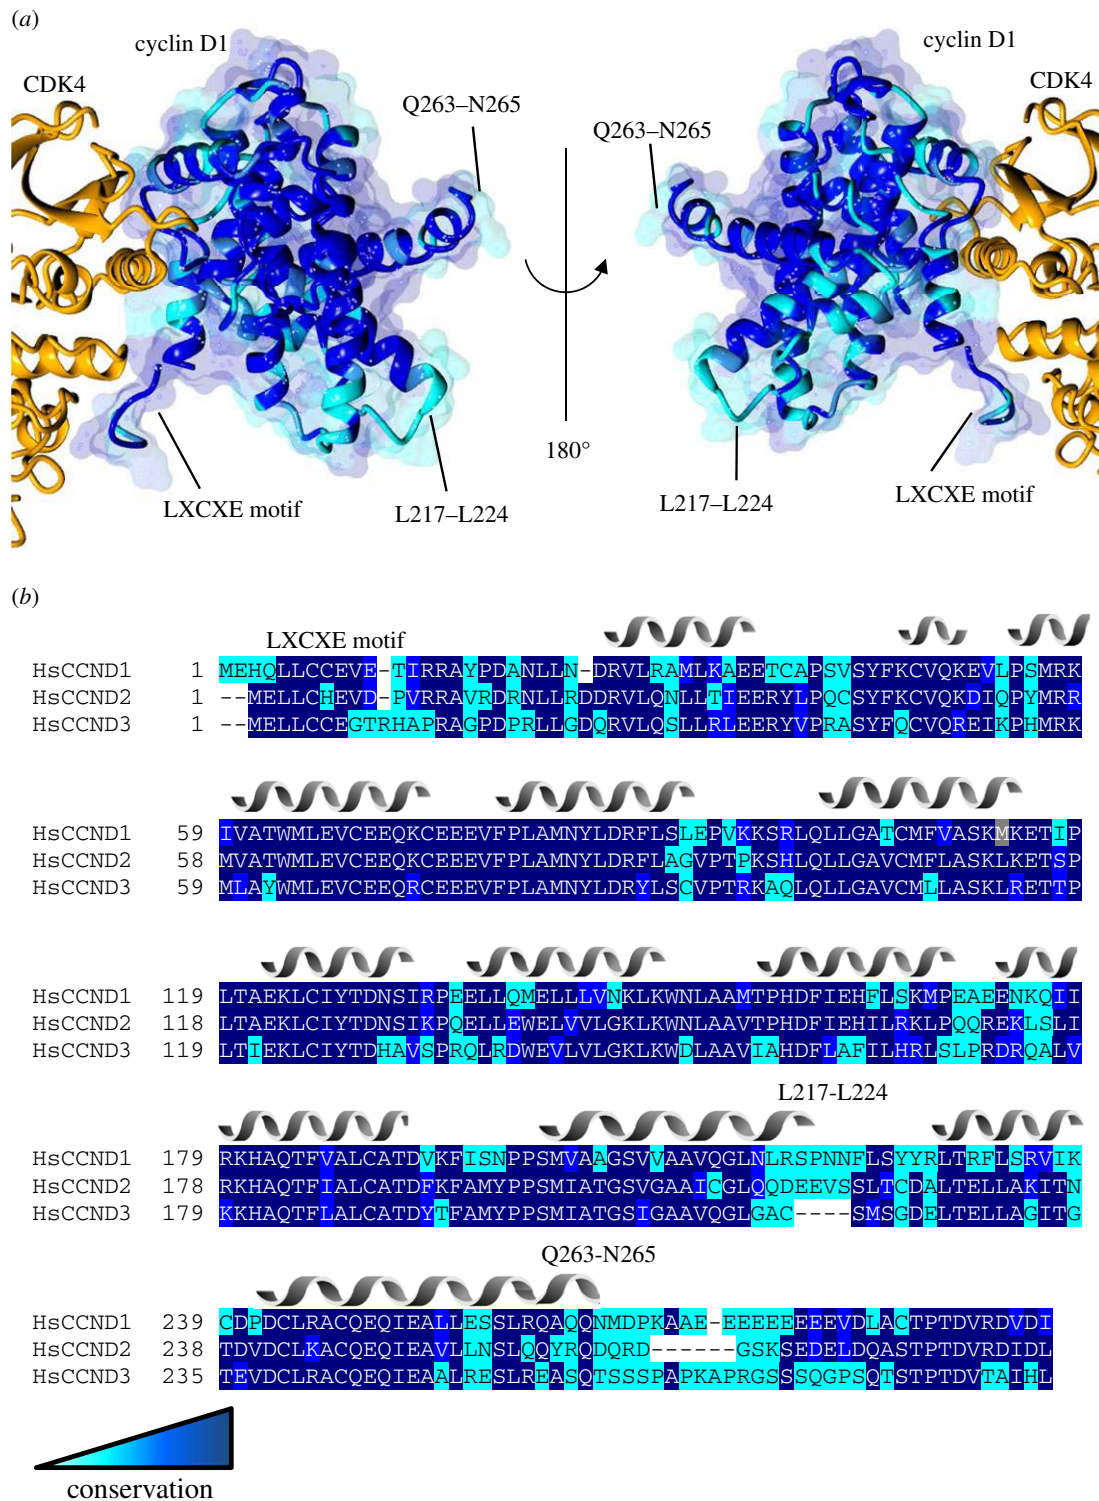 (a)
cyclin D1
cyclin D1
CDK4
CDK4
Q263–N265
Q263–N265
180°
LXCXE motif
L217–L224
L217–L224
LXCXE motif
(b)
LXCXE motif
HsCCND1 1 MEHQLLCCEVE-TIRRAYPDANLLN-DRVLRAMLKAEETCAPSVSYFKCVQKEVLPSMRK
HsCCND2 1 --MELLCHEVD-PVRRAVRDRNLLRDDRVLQNLLTIEERYLPQCSYFKCVQKDIQPYMRR
HsCCND3 1 --MELLCCEGTRHAPRAGPDPRLLGDQRVLQSLLRLEERYVPRASYFQCVQREIKPHMRK
HsCCND1 59 IVATWMLEVCEEQKCEEEVFPLAMNYLDRFLSLEPVKKSRLQLLGATCMFVASKMKETIP
HsCCND2 58 MVATWMLEVCEEQKCEEEVFPLAMNYLDRFLAGVPTPKSHLQLLGAVCMFLASKLKETSP
HsCCND3 59 MLAYWMLEVCEEQRCEEEVFPLAMNYLDRYLSCVPTRKAQLQLLGAVCMLLASKLRETTP
HsCCND1 119 LTAEKLCIYTDNSIRPEELLQMELLLVNKLKWNLAAMTPHDFIEHFLSKMPEAEENKQII
HsCCND2 118 LTAEKLCIYTDNSIKPQELLEWELVVLGKLKWNLAAVTPHDFIEHILRKLPQQREKLSLI
HsCCND3 119 LTIEKLCIYTDHAVSPRQLRDWEVLVLGKLKWDLAAVIAHDFLAFILHRLSLPRDRQALV
L217-L224
HsCCND1 179 RKHAQTFVALCATDVKFISNPPSMVAAGSVVAAVQGLNLRSPNNFLSYYRLTRFLSRVIK
HsCCND2 178 RKHAQTFIALCATDFKFAMYPPSMIATGSVGAAICGLQQDEEVSSLTCDALTELLAKITN
HsCCND3 179 KKHAQTFLALCATDYTFAMYPPSMIATGSIGAAVQGLGAC----SMSGDELTELLAGITG
Q263-N265
HsCCND1 239 CDPDCLRACQEQIEALLESSLRQAQQNMDPKAAE-EEEEEEEEVDLACTPTDVRDVDI
HsCCND2 238 TDVDCLKACQEQIEAVLLNSLQQYRQDQRD------GSKSEDELDQASTPTDVRDIDL
HsCCND3 235 TEVDCLRACQEQIEAALRESLREASQTSSSPAPKAPRGSSSQGPSQTSTPTDVTAIHL
conservation